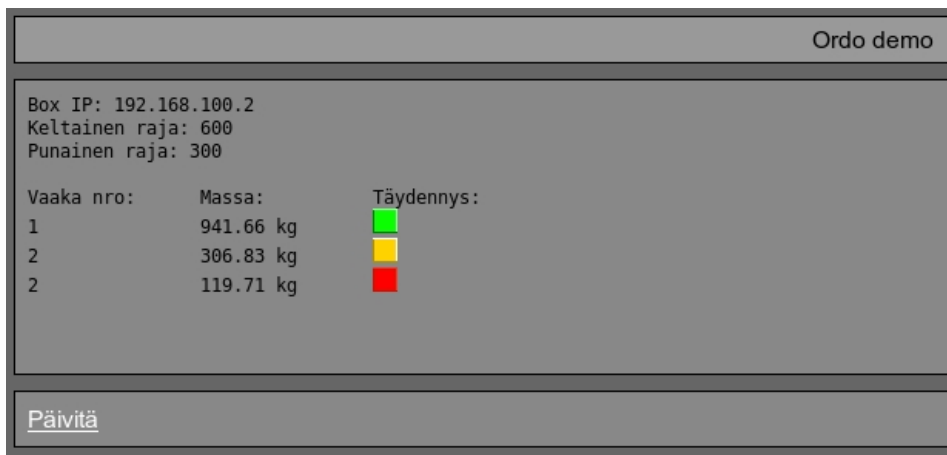 Ordo demo
Box IP: 192.168.100.2
Keltainen raja: 600
Punainen raja: 300
Vaaka nro: Massa: Täydennys:
1 941.66 kg
2 306.83 kg
2 119.71 kg
Päivitä